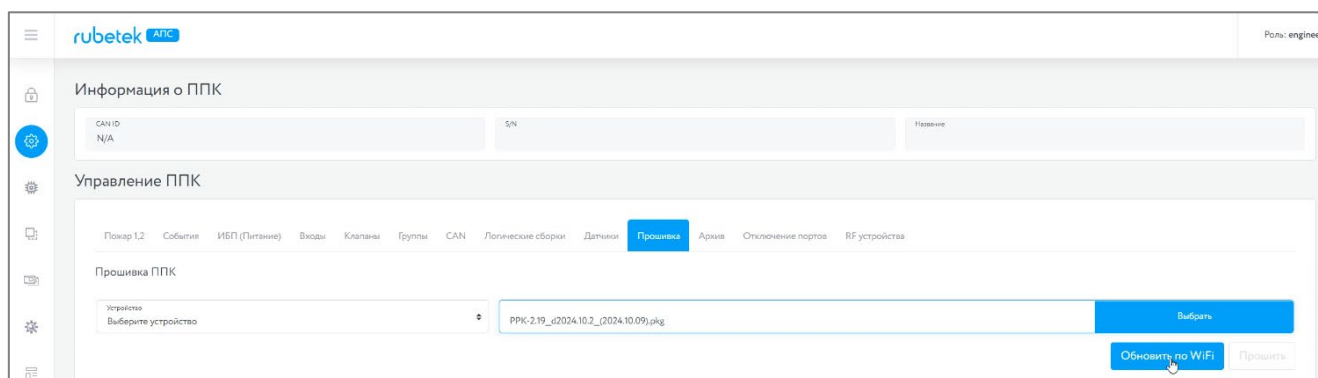 rubetek АПС
Роль: enginee
Информация о ППК
CAN ID
N/A
S/N
Название
Управление ППК
Пожар 1,2 События ИБП (Питание) Входы Клапаны Группы CAN Логические сборки Датчики Прошивка Архив Отключение портов RF устройства
Прошивка ППК
Устройство
Выберите устройство
PPK-2.19_d2024.10.2_(2024.10.09).pkg
Выбрать
Обновить по WiFi
Прошить